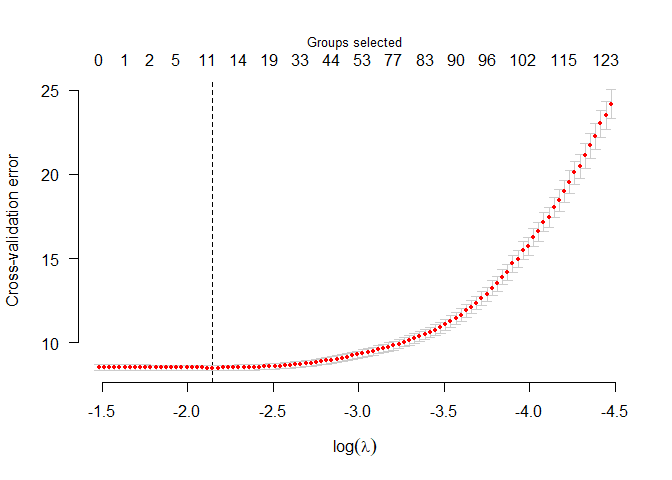 Groups selected
0 1 2 5 11 14 19 33 44 53 77 83 90 96 102 115 123
25
20
15
10
Cross-validation error
-1.5 -2.0 -2.5 -3.0 -3.5 -4.0 -4.5
log(λ)